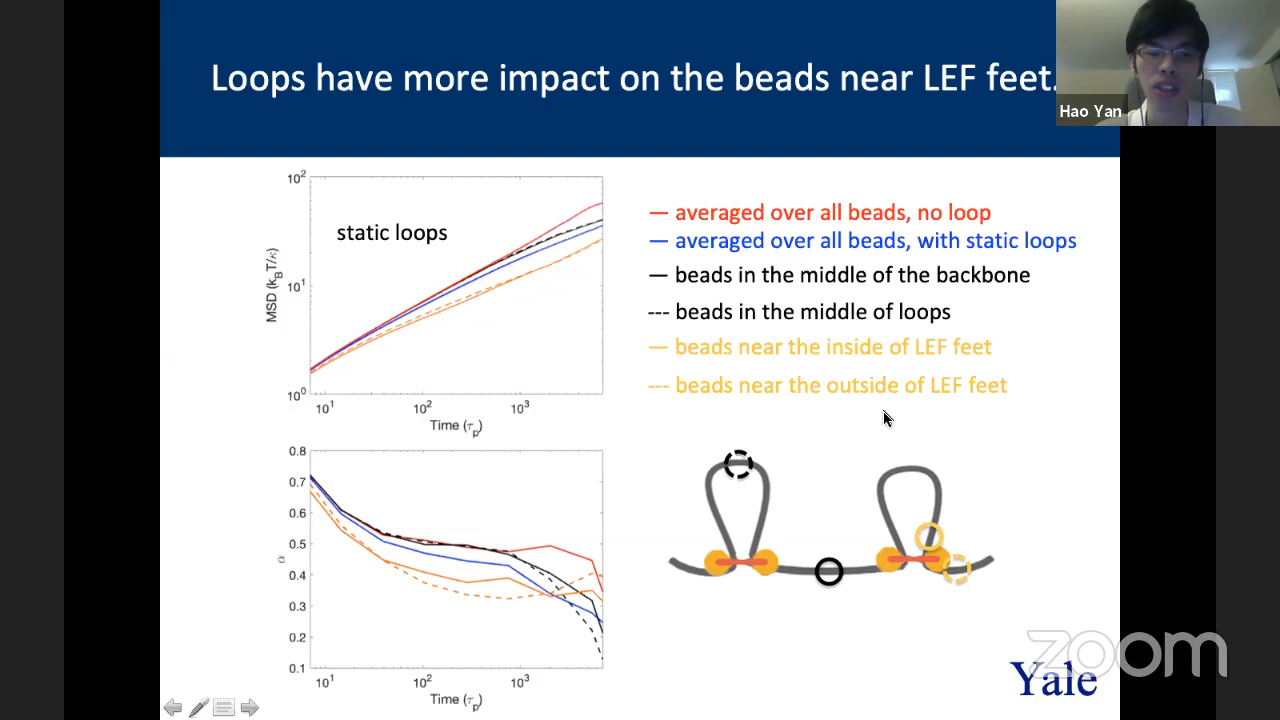 Loops have more impact on the beads near LEF feet.
Hao Yan
static loops
10²
10¹
10⁰
MSD (k_BT/κ)
10¹
10²
10³
Time (τ_p)
— averaged over all beads, no loop
— averaged over all beads, with static loops
— beads in the middle of the backbone
--- beads in the middle of loops
— beads near the inside of LEF feet
--- beads near the outside of LEF feet
0.8
0.7
0.6
0.5
0.4
0.3
0.2
0.1
α
10¹
10²
10³
Time (τ_p)
zoom
Yale